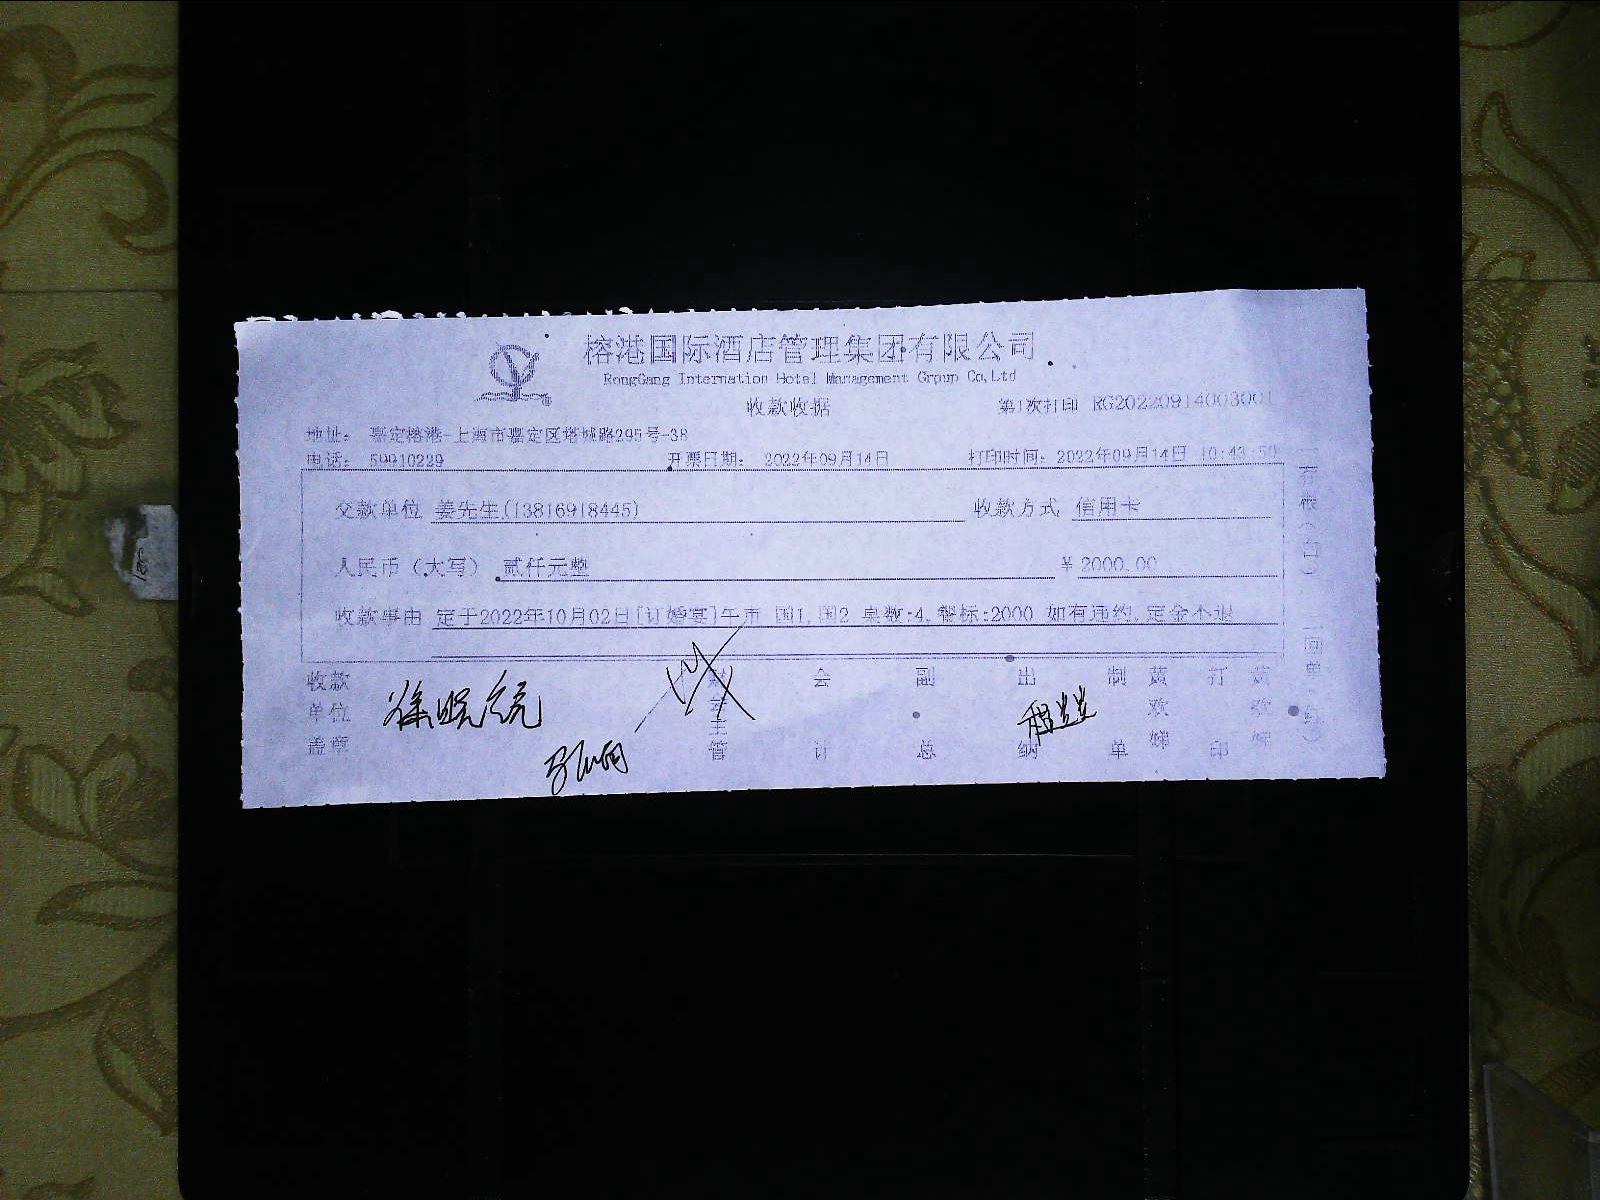 榕港国际酒店管理集团有限公司
RongGang Internation Hotel Management Group Co,Ltd
收款收据
第1次打印 RG20220914003001
地址: 嘉定榕港-上海市嘉定区塔城路295号-38
电话: 59910229 开票日期: 2022年09月14日 打印时间: 2022年09月14日 10:43:50
交款单位 姜先生(13816918445) 收款方式 信用卡
人民币(大写) 贰仟元整 ¥2000.00
收款事由 定于2022年10月02日[订婚宴]午市 国1,国2 桌数:4,餐标:2000 如有违约,定金不退
收款单位盖章 财务主管 会计 副总 出纳 制单 黄欢娣 打印 黄欢娣